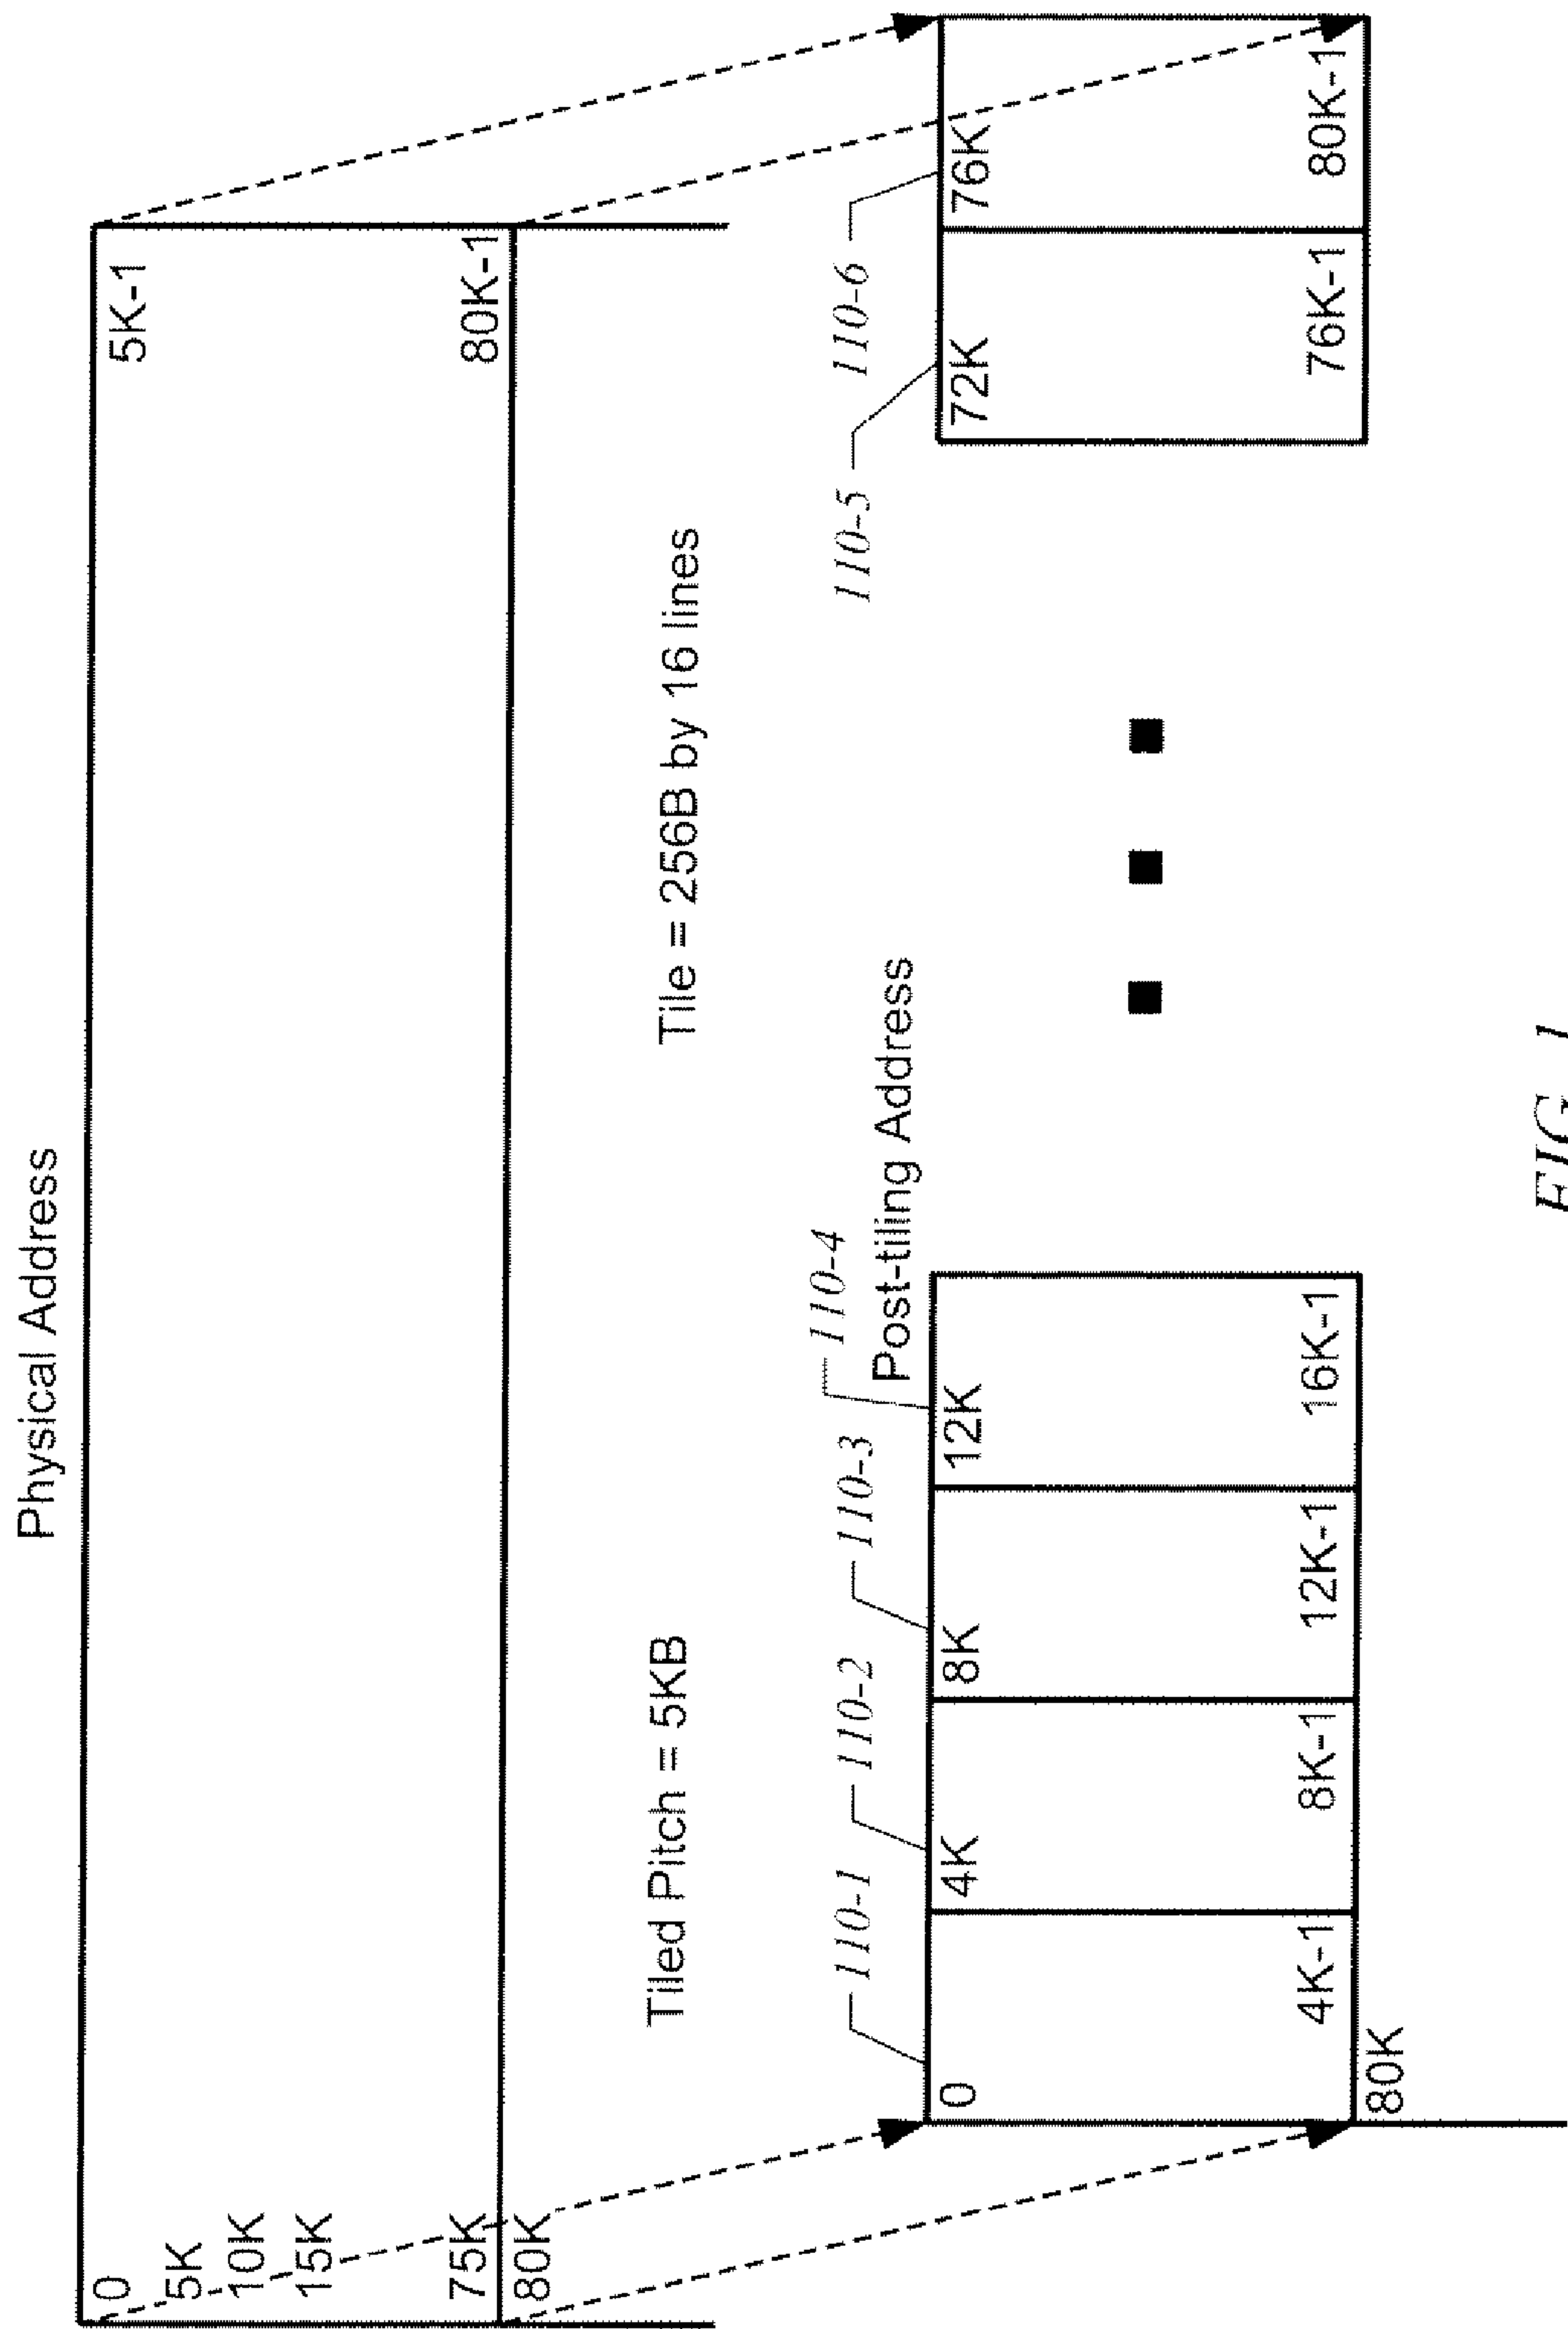 Physical Address
0
5K-1
5K
10K
15K
75K
80K-1
80K
Tiled Pitch = 5KB
Tile = 256B by 16 lines
110-1
110-2
110-3
110-4
110-5
110-6
Post-tiling Address
0
4K
8K
12K
72K
76K
4K-1
8K-1
12K-1
16K-1
76K-1
80K-1
80K
FIG. 1